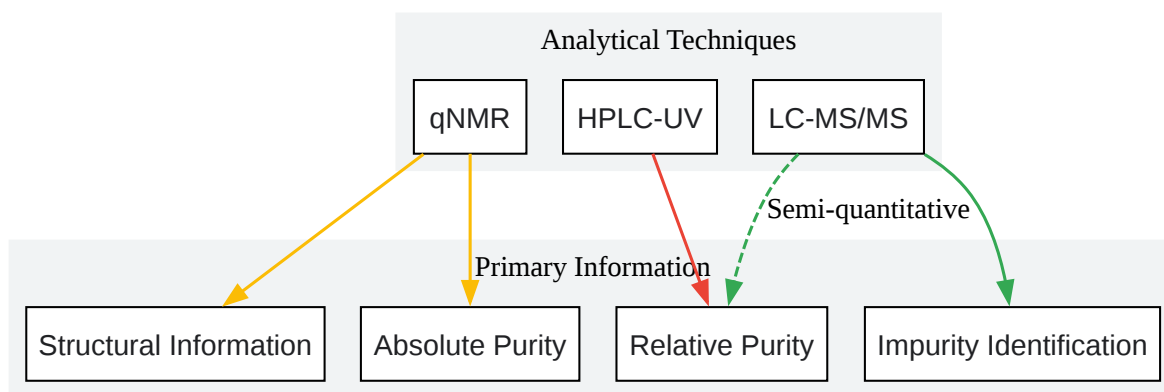 Analytical Techniques
qNMR
HPLC-UV
LC-MS/MS
Semi-quantitative
Primary Information
Structural Information
Absolute Purity
Relative Purity
Impurity Identification